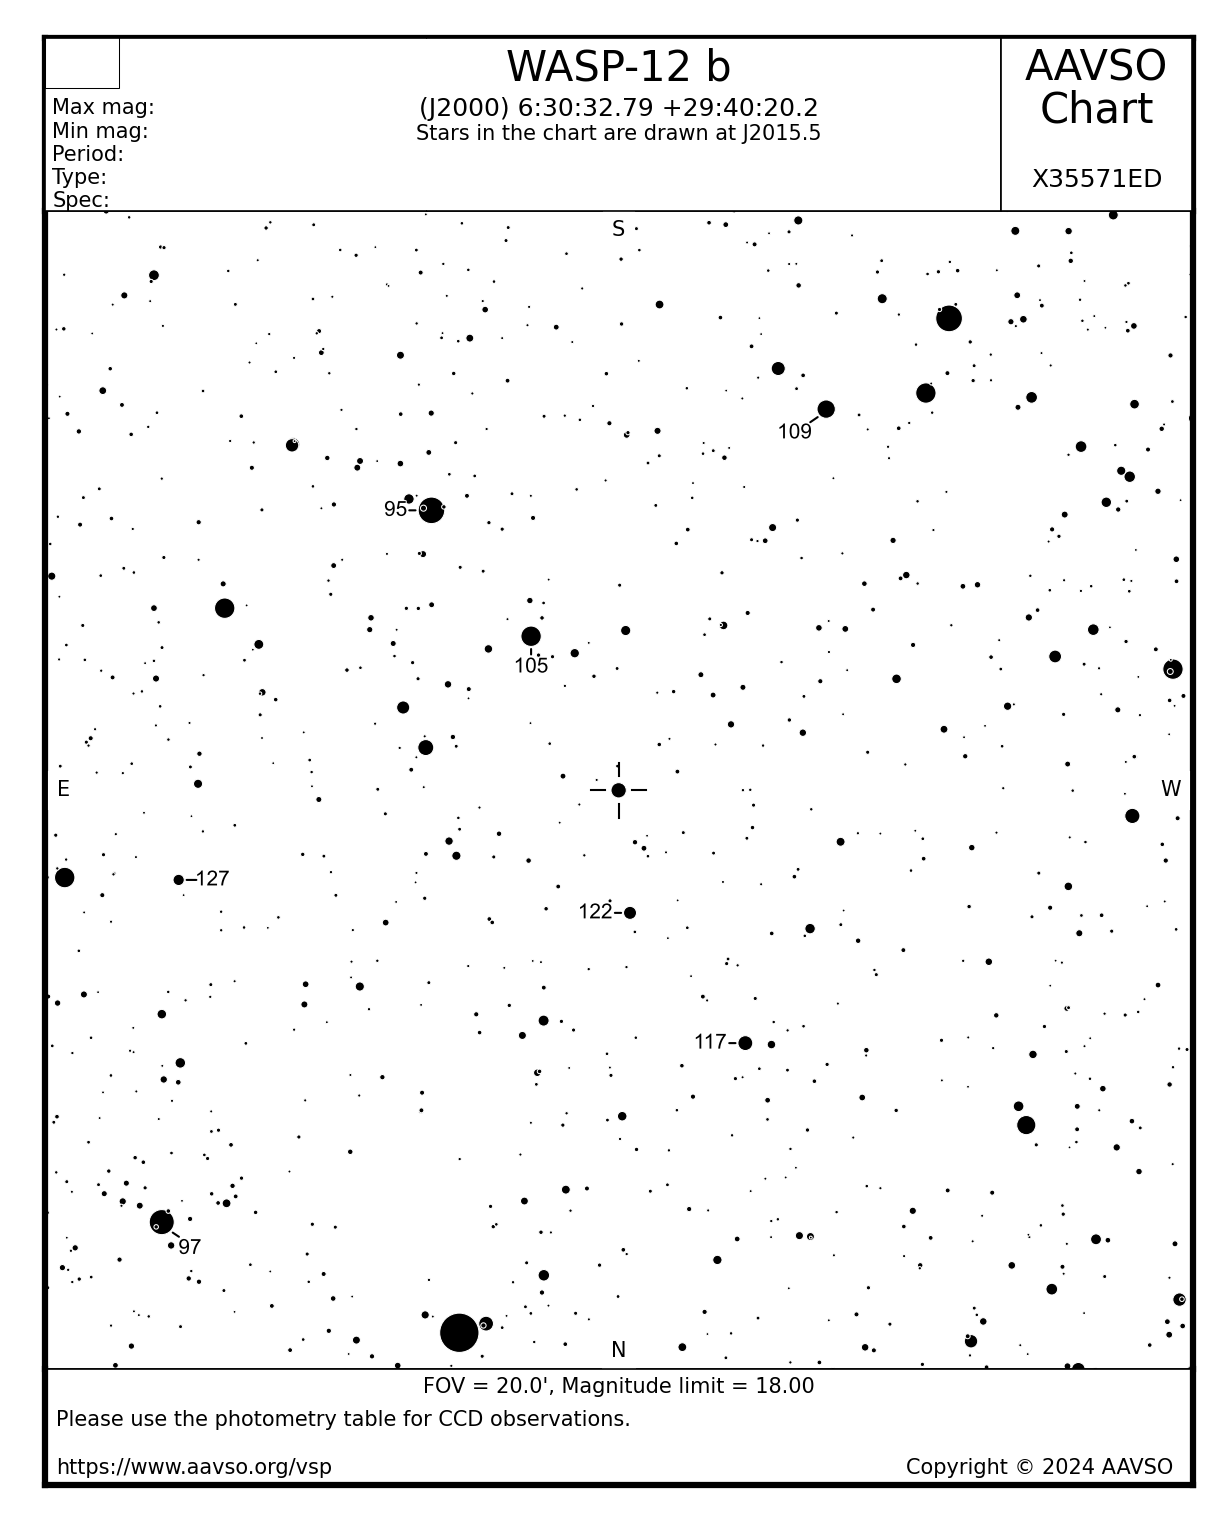 WASP-12 b
(J2000) 6:30:32.79 +29:40:20.2
Stars in the chart are drawn at J2015.5
AAVSO
Chart
X35571ED
Max mag:
Min mag:
Period:
Type:
Spec:
S
109
95
105
E
W
127
122
117
97
N
FOV = 20.0', Magnitude limit = 18.00
Please use the photometry table for CCD observations.
https://www.aavso.org/vsp
Copyright © 2024 AAVSO